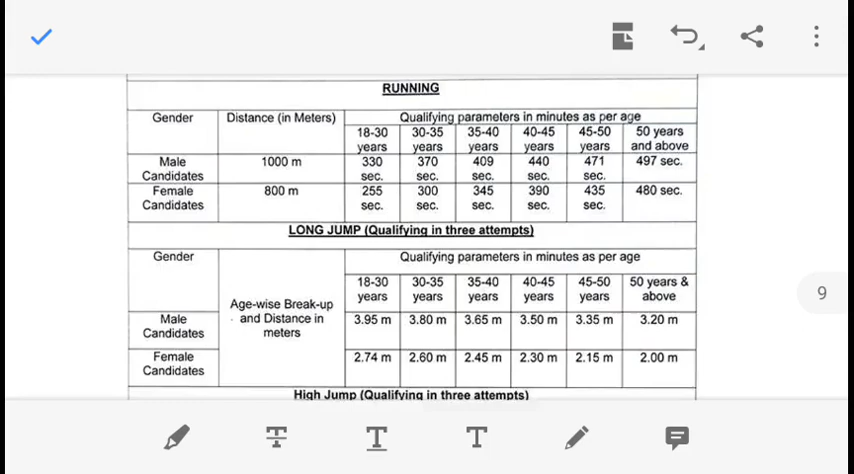 RUNNING
Gender Distance (in Meters) Qualifying parameters in minutes as per age
18-30 years 30-35 years 35-40 years 40-45 years 45-50 years 50 years and above
Male Candidates 1000 m 330 sec. 370 sec. 409 sec. 440 sec. 471 sec. 497 sec.
Female Candidates 800 m 255 sec. 300 sec. 345 sec. 390 sec. 435 sec. 480 sec.
LONG JUMP (Qualifying in three attempts)
Gender Age-wise Break-up and Distance in meters Qualifying parameters in minutes as per age
18-30 years 30-35 years 35-40 years 40-45 years 45-50 years 50 years & above
Male Candidates 3.95 m 3.80 m 3.65 m 3.50 m 3.35 m 3.20 m
Female Candidates 2.74 m 2.60 m 2.45 m 2.30 m 2.15 m 2.00 m
High Jump (Qualifying in three attempts)
9